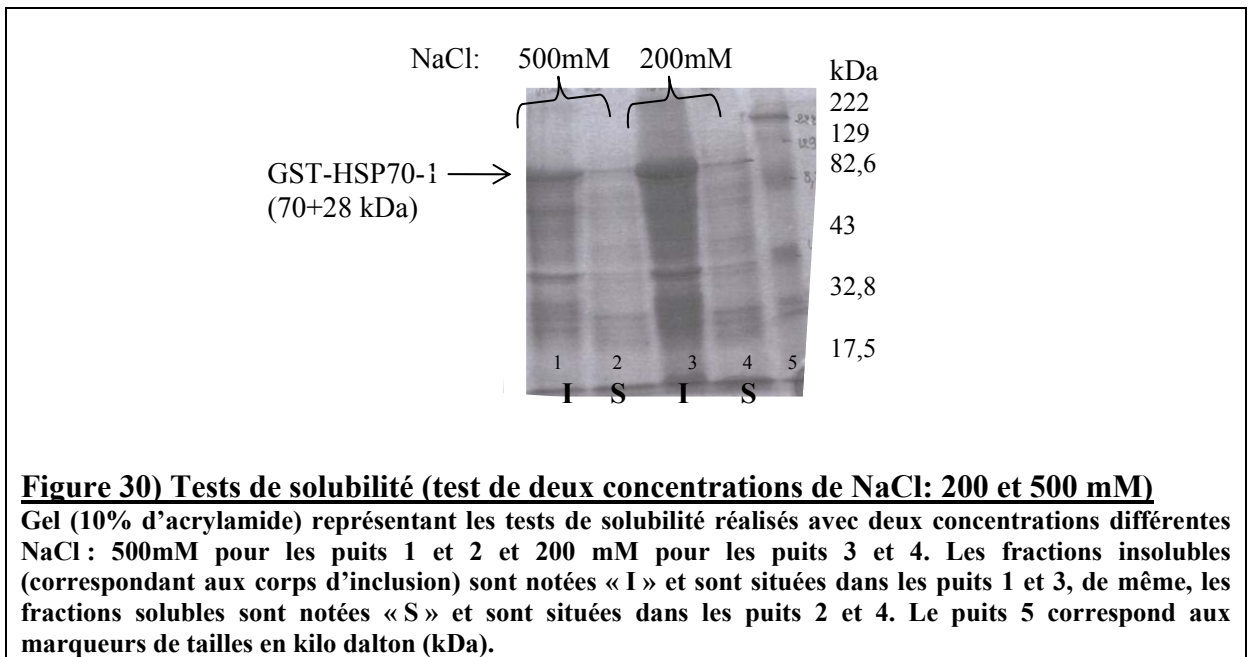 NaCl: 500mM 200mM
kDa
222
129
82,6
43
32,8
17,5
GST-HSP70-1
(70+28 kDa)
1 2 3 4 5
I S I S
Figure 30) Tests de solubilité (test de deux concentrations de NaCl: 200 et 500 mM)
Gel (10% d’acrylamide) représentant les tests de solubilité réalisés avec deux concentrations différentes
NaCl : 500mM pour les puits 1 et 2 et 200 mM pour les puits 3 et 4. Les fractions insolubles
(correspondant aux corps d’inclusion) sont notées « I » et sont situées dans les puits 1 et 3, de même, les
fractions solubles sont notées « S » et sont situées dans les puits 2 et 4. Le puits 5 correspond aux
marqueurs de tailles en kilo dalton (kDa).